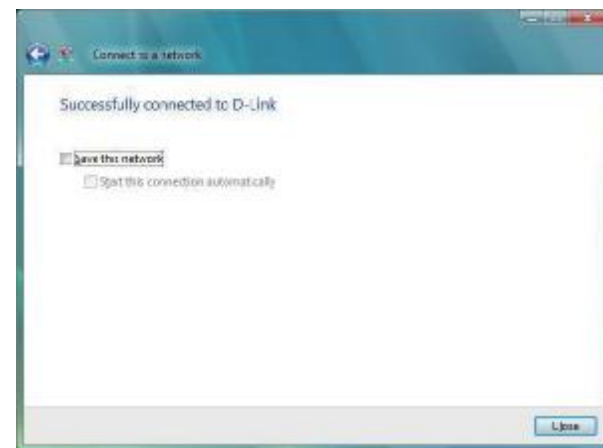 Connect to a network
Successfully connected to D-Link
Save this network
Start this connection automatically
Close